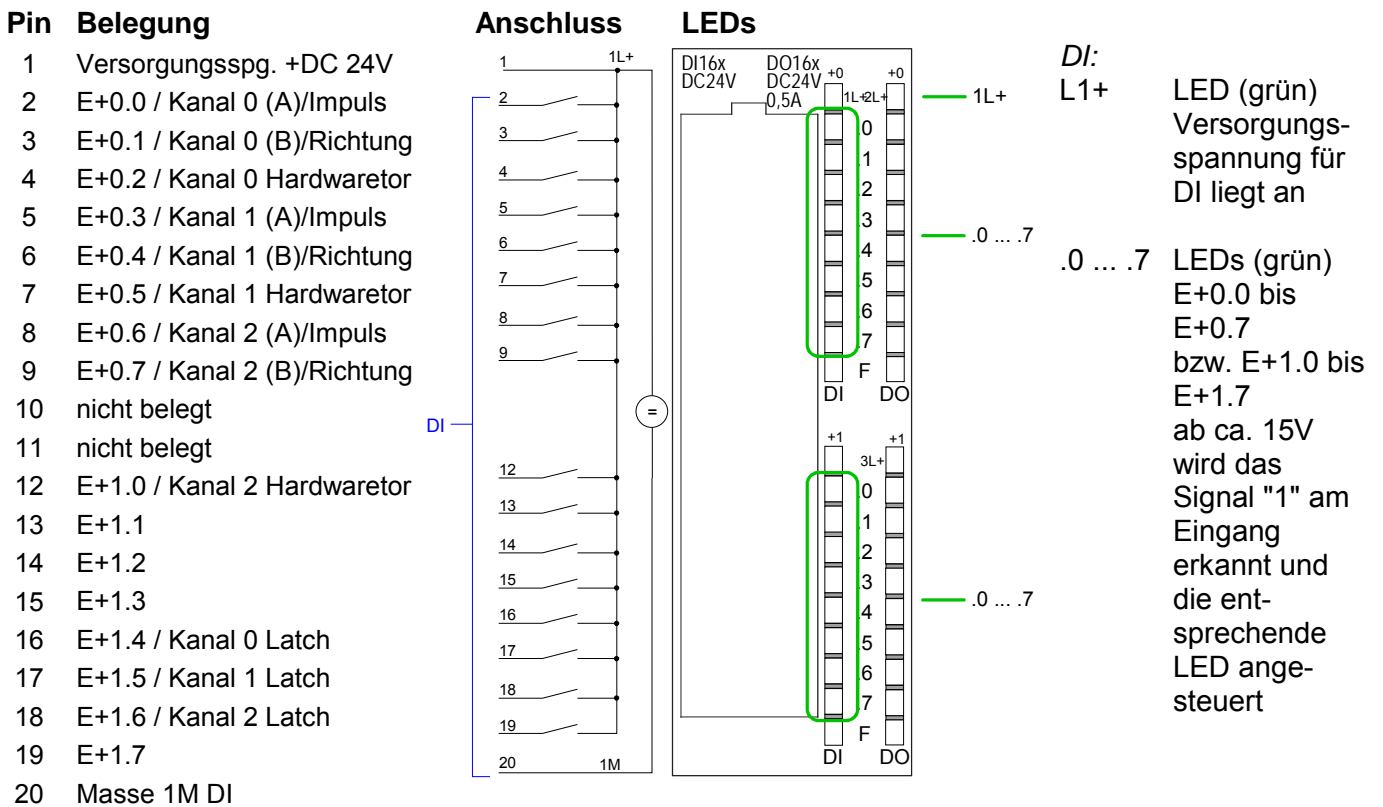 Pin Belegung Anschluss LEDs
1 Versorgungsspg. +DC 24V
2 E+0.0 / Kanal 0 (A)/Impuls
3 E+0.1 / Kanal 0 (B)/Richtung
4 E+0.2 / Kanal 0 Hardwaretor
5 E+0.3 / Kanal 1 (A)/Impuls
6 E+0.4 / Kanal 1 (B)/Richtung
7 E+0.5 / Kanal 1 Hardwaretor
8 E+0.6 / Kanal 2 (A)/Impuls
9 E+0.7 / Kanal 2 (B)/Richtung
10 nicht belegt
11 nicht belegt
12 E+1.0 / Kanal 2 Hardwaretor
13 E+1.1
14 E+1.2
15 E+1.3
16 E+1.4 / Kanal 0 Latch
17 E+1.5 / Kanal 1 Latch
18 E+1.6 / Kanal 2 Latch
19 E+1.7
20 Masse 1M DI
DI
1 1L+
2
3
4
5
6
7
8
9
=
12
13
14
15
16
17
18
19
20 1M
DI16x DO16x
DC24V DC24V
0,5A
+0 +0
1L+ 2L+
.0
.1
.2
.3
.4
.5
.6
.7
F
DI DO
+1 +1
3L+
.0
.1
.2
.3
.4
.5
.6
.7
F
DI DO
1L+
.0 ... .7
.0 ... .7
DI:
L1+ LED (grün)
Versorgungs-
spannung für
DI liegt an
.0 ... .7 LEDs (grün)
E+0.0 bis
E+0.7
bzw. E+1.0 bis
E+1.7
ab ca. 15V
wird das
Signal "1" am
Eingang
erkannt und
die ent-
sprechende
LED ange-
steuert